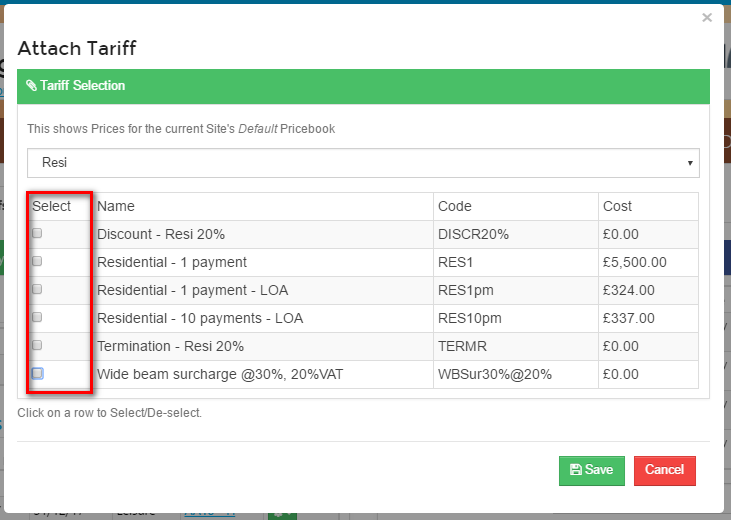 ×
Attach Tariff
Tariff Selection
This shows Prices for the current Site's Default Pricebook
Resi
Select Name Code Cost
Discount - Resi 20% DISCR20% £0.00
Residential - 1 payment RES1 £5,500.00
Residential - 1 payment - LOA RES1pm £324.00
Residential - 10 payments - LOA RES10pm £337.00
Termination - Resi 20% TERMR £0.00
Wide beam surcharge @30%, 20%VAT WBSur30%@20% £0.00
Click on a row to Select/De-select.
Save Cancel